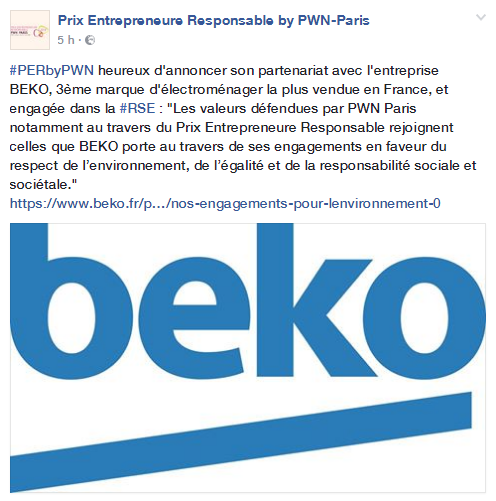 Prix Entrepreneure Responsable by PWN-Paris
5 h ·
#PERbyPWN heureux d'annoncer son partenariat avec l'entreprise
BEKO, 3ème marque d'électroménager la plus vendue en France, et
engagée dans la #RSE : "Les valeurs défendues par PWN Paris
notamment au travers du Prix Entrepreneure Responsable rejoignent
celles que BEKO porte au travers de ses engagements en faveur du
respect de l’environnement, de l’égalité et de la responsabilité sociale et
sociétale."
https://www.beko.fr/p…/nos-engagements-pour-lenvironnement-0
beko